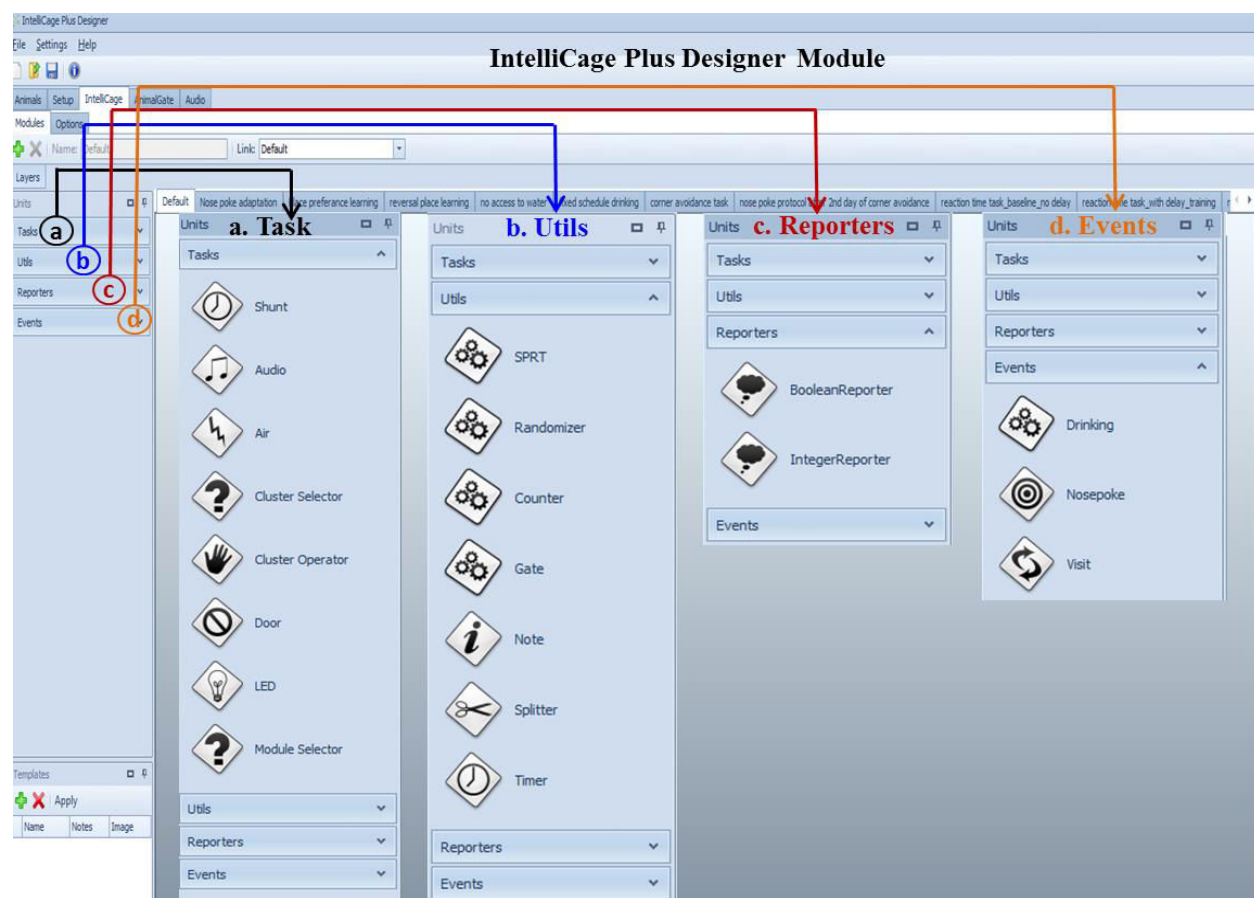 IntelliCage Plus Designer
File Settings Help
IntelliCage Plus Designer Module
Animals Setup IntelliCage AnimalGate Audio
Modules Options
Name: Default Link: Default
Layers
Units
Default Nose poke adaptation place preferance learning reversal place learning no access to water fixed schedule drinking corner avoidance task nose poke protocol 2nd day of corner avoidance reaction time task_baseline_no delay reaction time task_with delay_training
Tasks
a
Utils
b
Reporters
c
Events
d
Units a. Task
Tasks
Shunt
Audio
Air
Cluster Selector
Cluster Operator
Door
LED
Module Selector
Utils
Reporters
Events
Units b. Utils
Tasks
Utils
SPRT
Randomizer
Counter
Gate
Note
Splitter
Timer
Reporters
Events
Units c. Reporters
Tasks
Utils
Reporters
BooleanReporter
IntegerReporter
Events
Units d. Events
Tasks
Utils
Reporters
Events
Drinking
Nosepoke
Visit
Templates
Apply
Name Notes Image